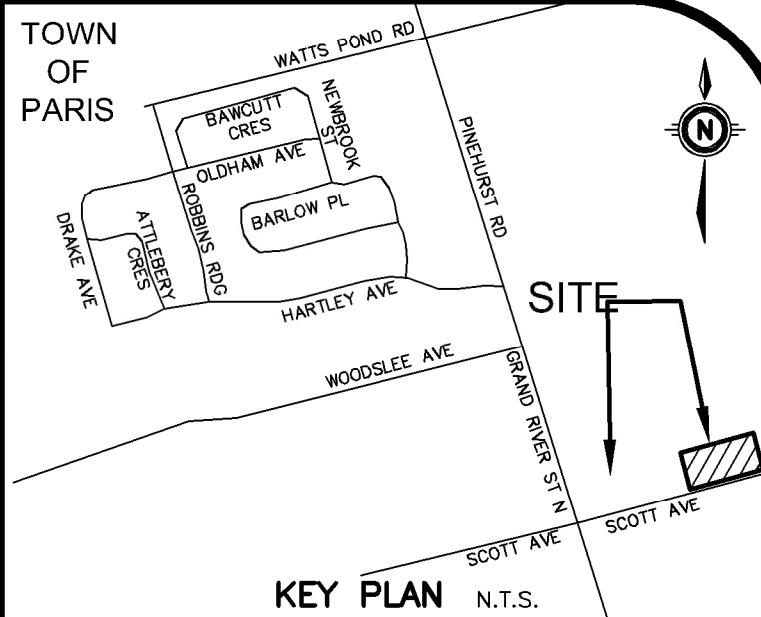 TOWN
OF
PARIS
WATTS POND RD
BAWCUTT
CRES
NEWBROOK
ST
PINEHURST RD
N
OLDHAM AVE
ROBBINS RDG
BARLOW PL
DRAKE AVE
ATTLEBERY
CRES
HARTLEY AVE
SITE
WOODSLEE AVE
GRAND RIVER ST N
SCOTT AVE
SCOTT AVE
KEY PLAN N.T.S.